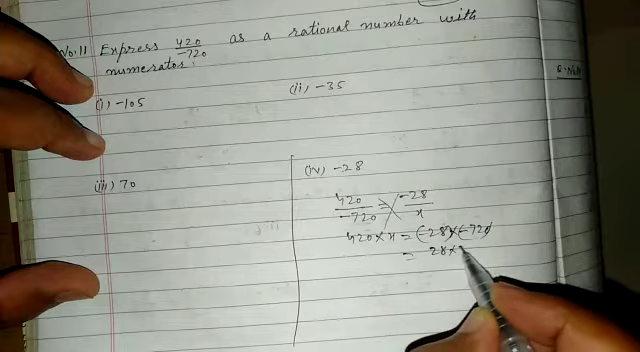 No.11 Express 420/-720 as a rational number with
numerator:
(i) -105
(ii) -35
(iii) 70
(iv) -28
420/-720 = -28/x
420 × x = (-28) × (-720)
= 28 ×